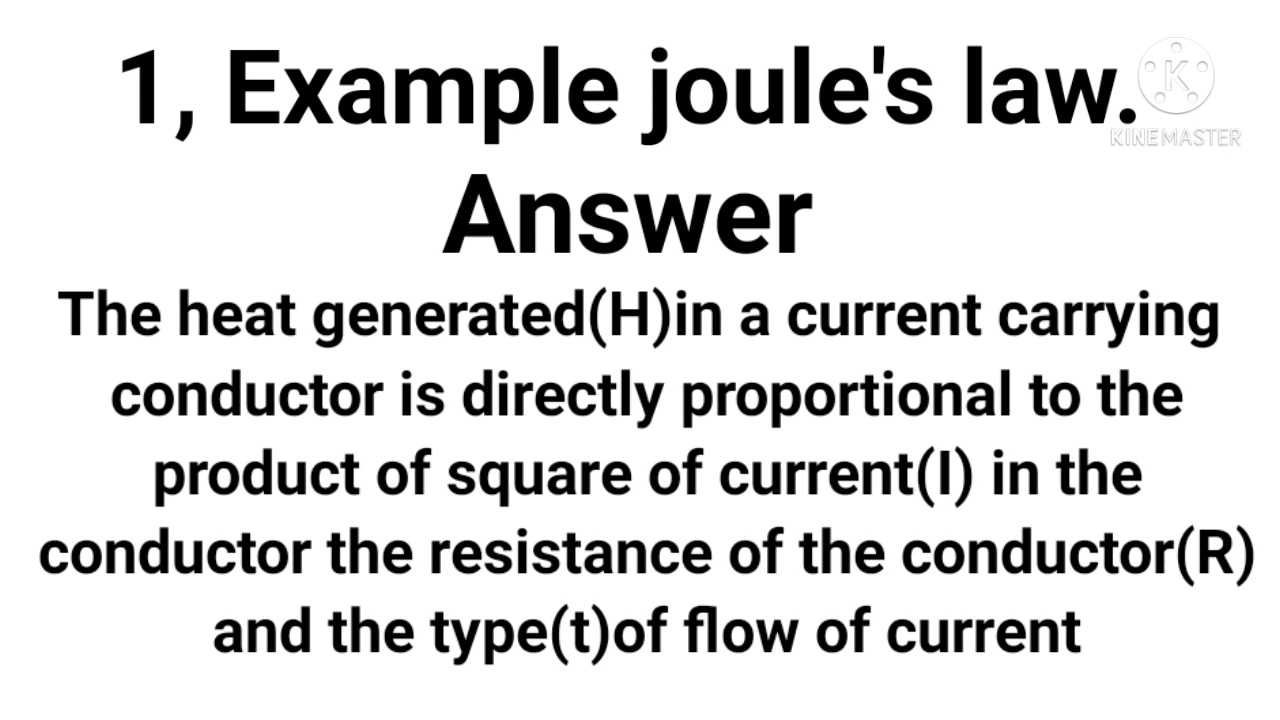 1, Example joule's law.
K
KINEMASTER
Answer
The heat generated(H)in a current carrying
conductor is directly proportional to the
product of square of current(I) in the
conductor the resistance of the conductor(R)
and the type(t)of flow of current